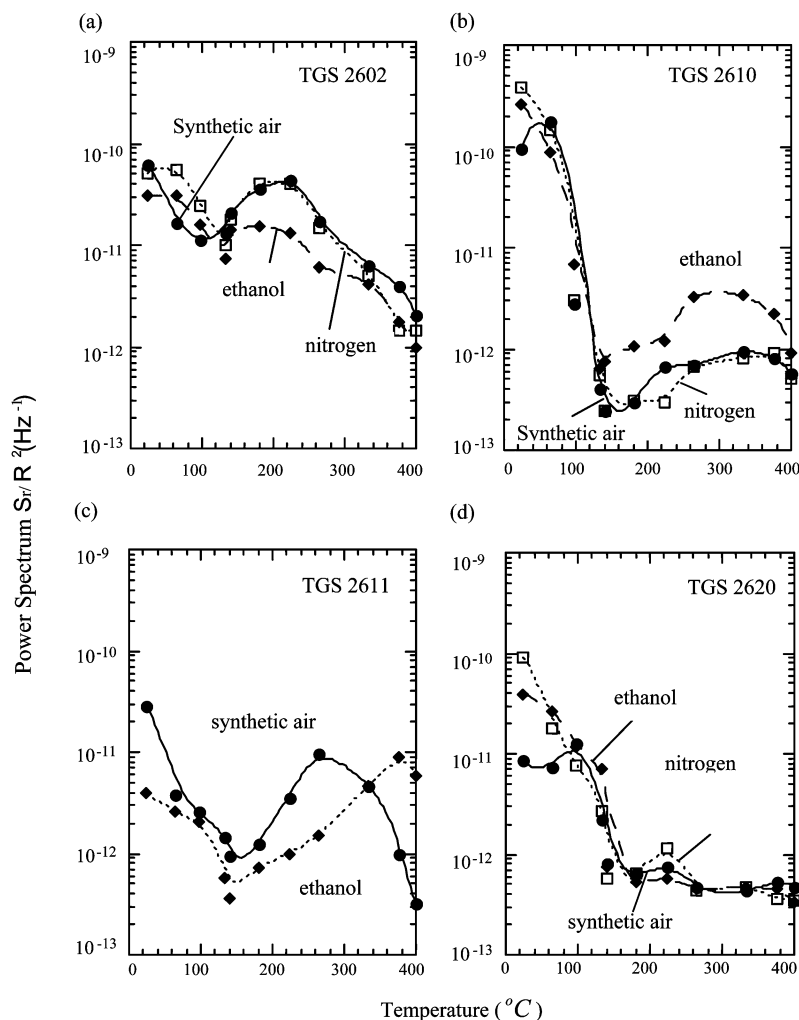 (a)
(b)
10-9
TGS 2602
Synthetic air
10-10
10-11
ethanol
nitrogen
10-12
10-13
0 100 200 300 400
10-9
TGS 2610
10-10
10-11
ethanol
10-12
nitrogen
Synthetic air
10-13
0 100 200 300 400
Power Spectrum Sr/ R ²(Hz⁻¹)
(c)
(d)
10-9
TGS 2611
10-10
synthetic air
10-11
10-12
ethanol
10-13
0 100 200 300 400
10-9
TGS 2620
10-10
ethanol
10-11
nitrogen
10-12
synthetic air
10-13
0 100 200 300 400
Temperature (°C)